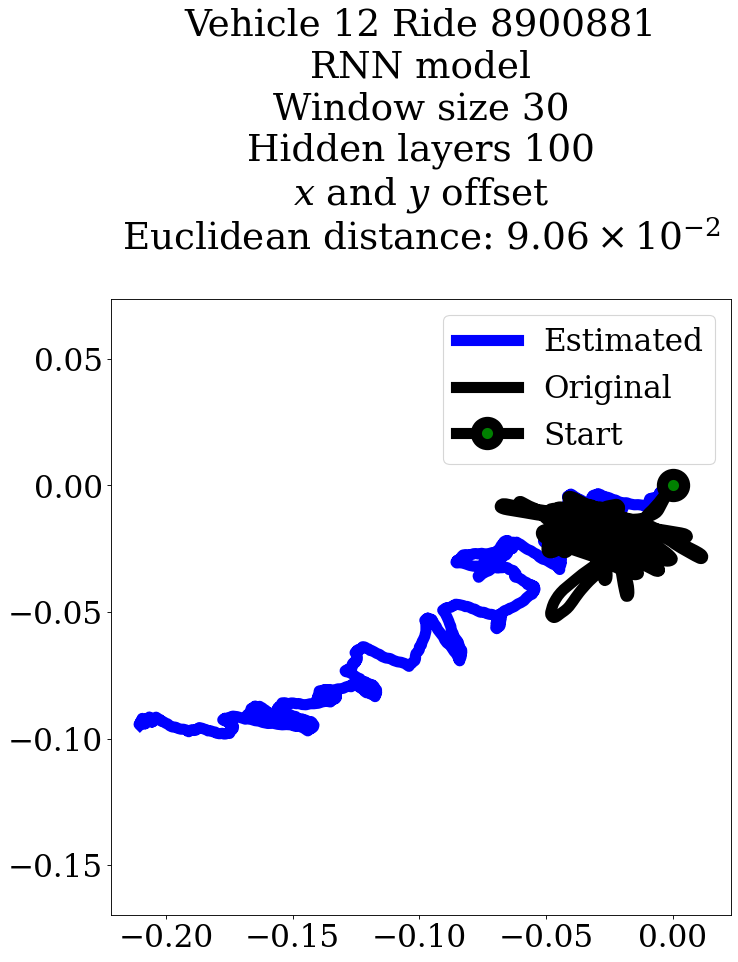 Vehicle 12 Ride 8900881
RNN model
Window size 30
Hidden layers 100
x and y offset
Euclidean distance: 9.06 × 10⁻²
Estimated
Original
Start
0.05
0.00
−0.05
−0.10
−0.15
−0.20 −0.15 −0.10 −0.05 0.00